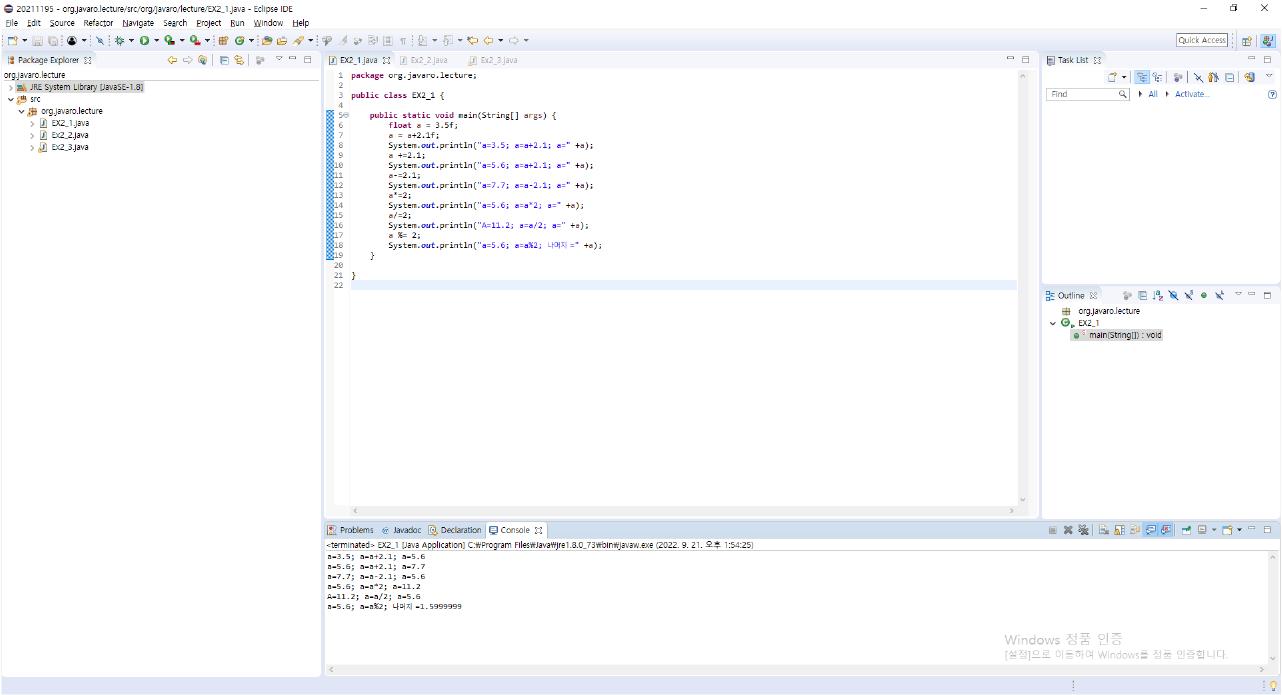 20211195 - org.javaro.lecture/src/org/javaro/lecture/EX2_1.java - Eclipse IDE
File Edit Source Refactor Navigate Search Project Run Window Help
Quick Access
Package Explorer
org.javaro.lecture
JRE System Library [JavaSE-1.8]
src
org.javaro.lecture
EX2_1.java
EX2_2.java
EX2_3.java
EX2_1.java EX2_2.java EX2_3.java
1 package org.javaro.lecture;
2
3 public class EX2_1 {
4
5 public static void main(String[] args) {
6 float a = 3.5f;
7 a = a+2.1f;
8 System.out.println("a=3.5; a=a+2.1; a=" +a);
9 a +=2.1;
10 System.out.println("a=5.6; a=a+2.1; a=" +a);
11 a-=2.1;
12 System.out.println("a=7.7; a=a-2.1; a=" +a);
13 a*=2;
14 System.out.println("a=5.6; a=a*2; a=" +a);
15 a/=2;
16 System.out.println("A=11.2; a=a/2; a=" +a);
17 a %= 2;
18 System.out.println("a=5.6; a=a%2; 나머지 =" +a);
19 }
20
21 }
22
Task List
Find All Activate...
Outline
org.javaro.lecture
EX2_1
main(String[]) : void
Problems Javadoc Declaration Console
<terminated> EX2_1 [Java Application] C:₩Program Files₩Java₩jre1.8.0_73₩bin₩javaw.exe (2022. 9. 21. 오후 1:54:25)
a=3.5; a=a+2.1; a=5.6
a=5.6; a=a+2.1; a=7.7
a=7.7; a=a-2.1; a=5.6
a=5.6; a=a*2; a=11.2
A=11.2; a=a/2; a=5.6
a=5.6; a=a%2; 나머지 =1.5999999
Windows 정품 인증
[설정]으로 이동하여 Windows를 정품 인증합니다.